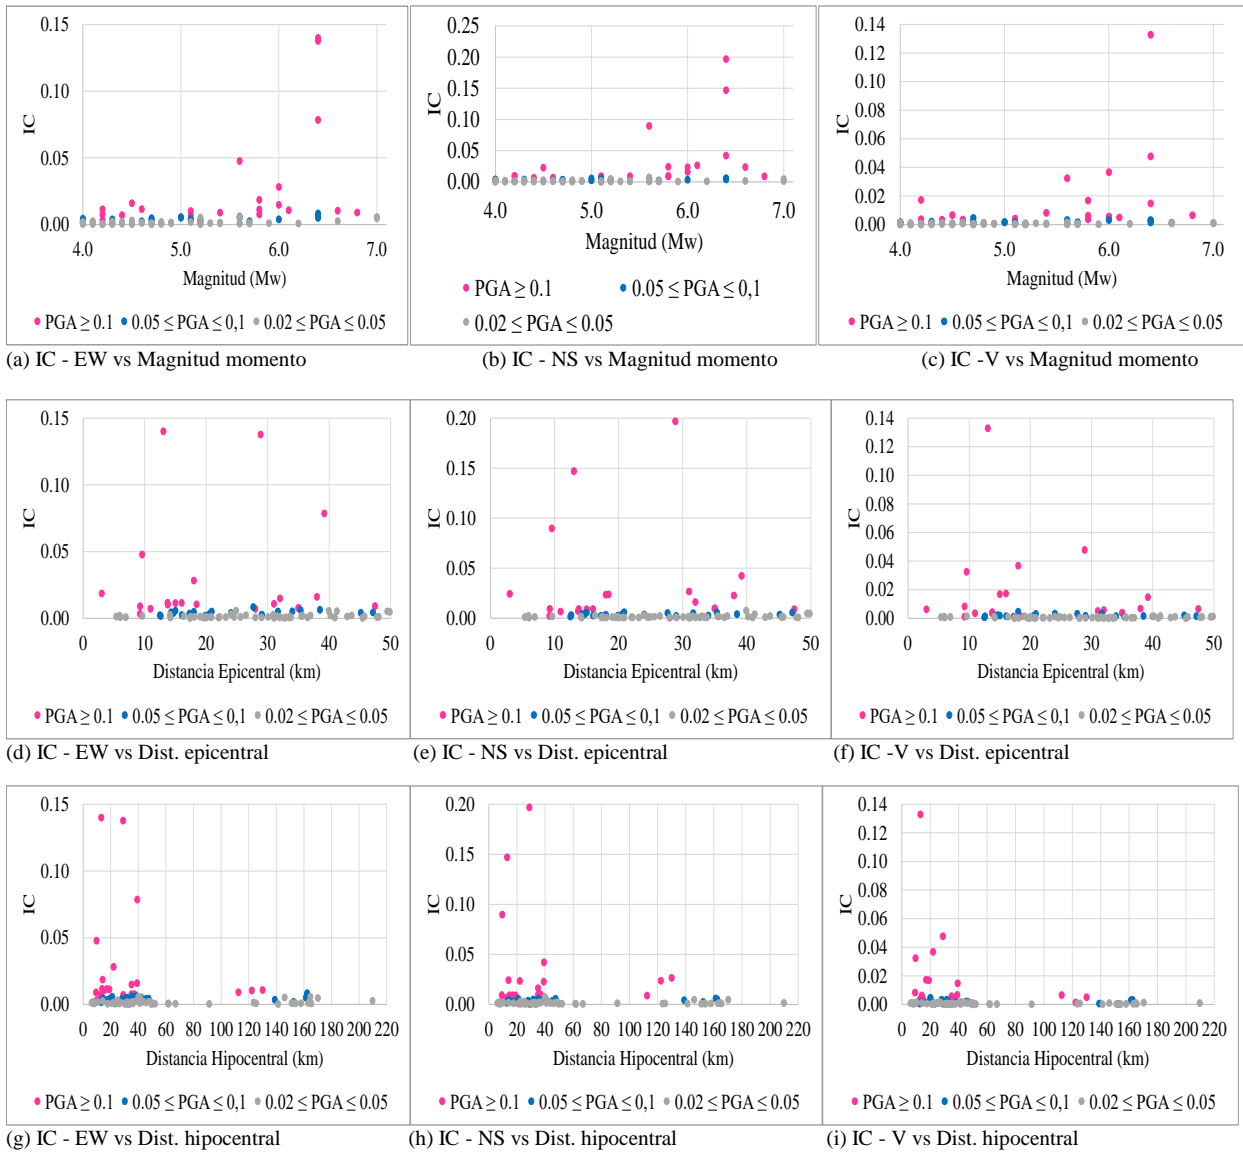 0.15
0.10
0.05
0.00
IC
4.0 5.0 6.0 7.0
Magnitud (Mw)
PGA ≥ 0.1 0.05 ≤ PGA ≤ 0,1 0.02 ≤ PGA ≤ 0.05
(a) IC - EW vs Magnitud momento
0.25
0.20
0.15
0.10
0.05
0.00
IC
4.0 5.0 6.0 7.0
Magnitud (Mw)
PGA ≥ 0.1 0.05 ≤ PGA ≤ 0,1
0.02 ≤ PGA ≤ 0.05
(b) IC - NS vs Magnitud momento
0.14
0.12
0.10
0.08
0.06
0.04
0.02
0.00
IC
4.0 5.0 6.0 7.0
Magnitud (Mw)
PGA ≥ 0.1 0.05 ≤ PGA ≤ 0,1 0.02 ≤ PGA ≤ 0.05
(c) IC -V vs Magnitud momento
0.15
0.10
0.05
0.00
IC
0 10 20 30 40 50
Distancia Epicentral (km)
PGA ≥ 0.1 0.05 ≤ PGA ≤ 0,1 0.02 ≤ PGA ≤ 0.05
(d) IC - EW vs Dist. epicentral
0.20
0.15
0.10
0.05
0.00
IC
0 10 20 30 40 50
Distancia Epicentral (km)
PGA ≥ 0.1 0.05 ≤ PGA ≤ 0,1 0.02 ≤ PGA ≤ 0.05
(e) IC - NS vs Dist. epicentral
0.14
0.12
0.10
0.08
0.06
0.04
0.02
0.00
IC
0 10 20 30 40 50
Distancia Epicentral (km)
PGA ≥ 0.1 0.05 ≤ PGA ≤ 0,1 0.02 ≤ PGA ≤ 0.05
(f) IC -V vs Dist. epicentral
0.15
0.10
0.05
0.00
IC
0 20 40 60 80 100 120 140 160 180 200 220
Distancia Hipocentral (km)
PGA ≥ 0.1 0.05 ≤ PGA ≤ 0,1 0.02 ≤ PGA ≤ 0.05
(g) IC - EW vs Dist. hipocentral
0.20
0.15
0.10
0.05
0.00
IC
0 20 40 60 80 100 120 140 160 180 200 220
Distancia Hipocentral (km)
PGA ≥ 0.1 0.05 ≤ PGA ≤ 0,1 0.02 ≤ PGA ≤ 0.05
(h) IC - NS vs Dist. hipocentral
0.14
0.12
0.10
0.08
0.06
0.04
0.02
0.00
IC
0 20 40 60 80 100 120 140 160 180 200 220
Distancia Hipocentral (km)
PGA ≥ 0.1 0.05 ≤ PGA ≤ 0,1 0.02 ≤ PGA ≤ 0.05
(i) IC - V vs Dist. hipocentral